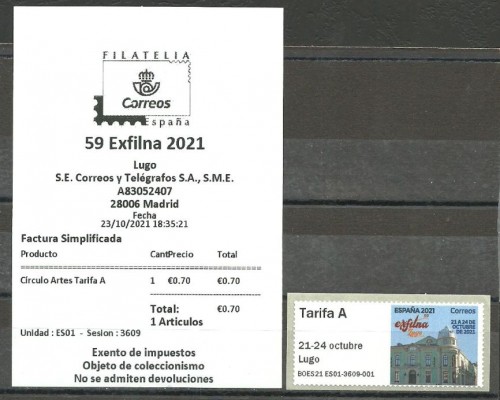 FILATELIA
Correos
España
59 Exfilna 2021
Lugo
S.E. Correos y Telégrafos S.A., S.M.E.
A83052407
28006 Madrid
Fecha
23/10/2021 18:35:21
Factura Simplificada
Producto CantPrecio Total
Círculo Artes Tarifa A 1 €0.70 €0.70
Total: €0.70
1 Articulos
Unidad : ES01 - Sesion : 3609
Exento de impuestos
Objeto de coleccionismo
No se admiten devoluciones
Tarifa A
21-24 octubre
Lugo
BOES21 ES01-3609-001
ESPAÑA 2021 Correos
exfilna
21 A 24 DE
OCTUBRE
DE 2021